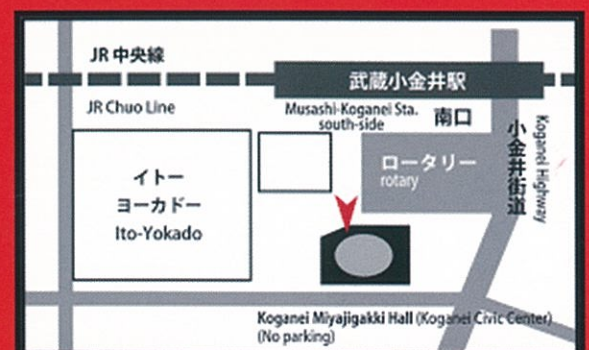 JR 中央線
武蔵小金井駅
JR Chuo Line
Musashi-Koganei Sta.
south-side
南口
小金井街道
Koganei Highway
ロータリー
rotary
イトー
ヨーカドー
Ito-Yokado
Koganei Miyajigakki Hall (Koganei Civic Center)
(No parking)